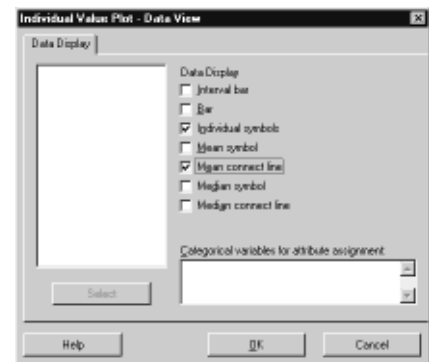 Individual Value Plot - Data View
Data Display
Data Display
Interval bar
Bar
Individual symbols
Mean symbol
Mean connect line
Median symbol
Median connect line
Categorical variables for attribute assignment
Select
Help
OK
Cancel